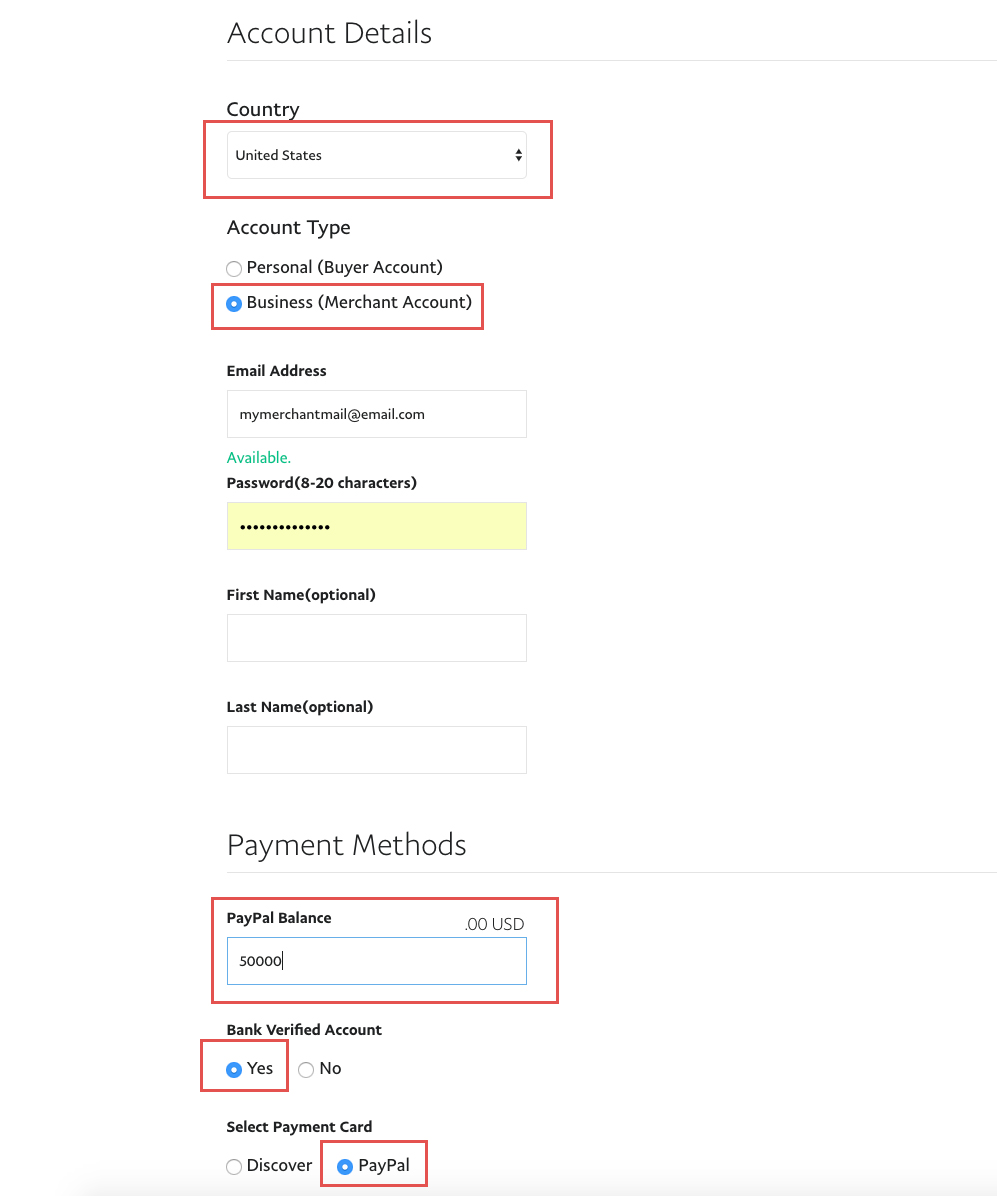 Account Details
Country
United States
Account Type
Personal (Buyer Account)
Business (Merchant Account)
Email Address
mymerchantmail@email.com
Available.
Password(8-20 characters)
••••••••••••••
First Name(optional)
Last Name(optional)
Payment Methods
PayPal Balance .00 USD
50000
Bank Verified Account
Yes No
Select Payment Card
Discover PayPal